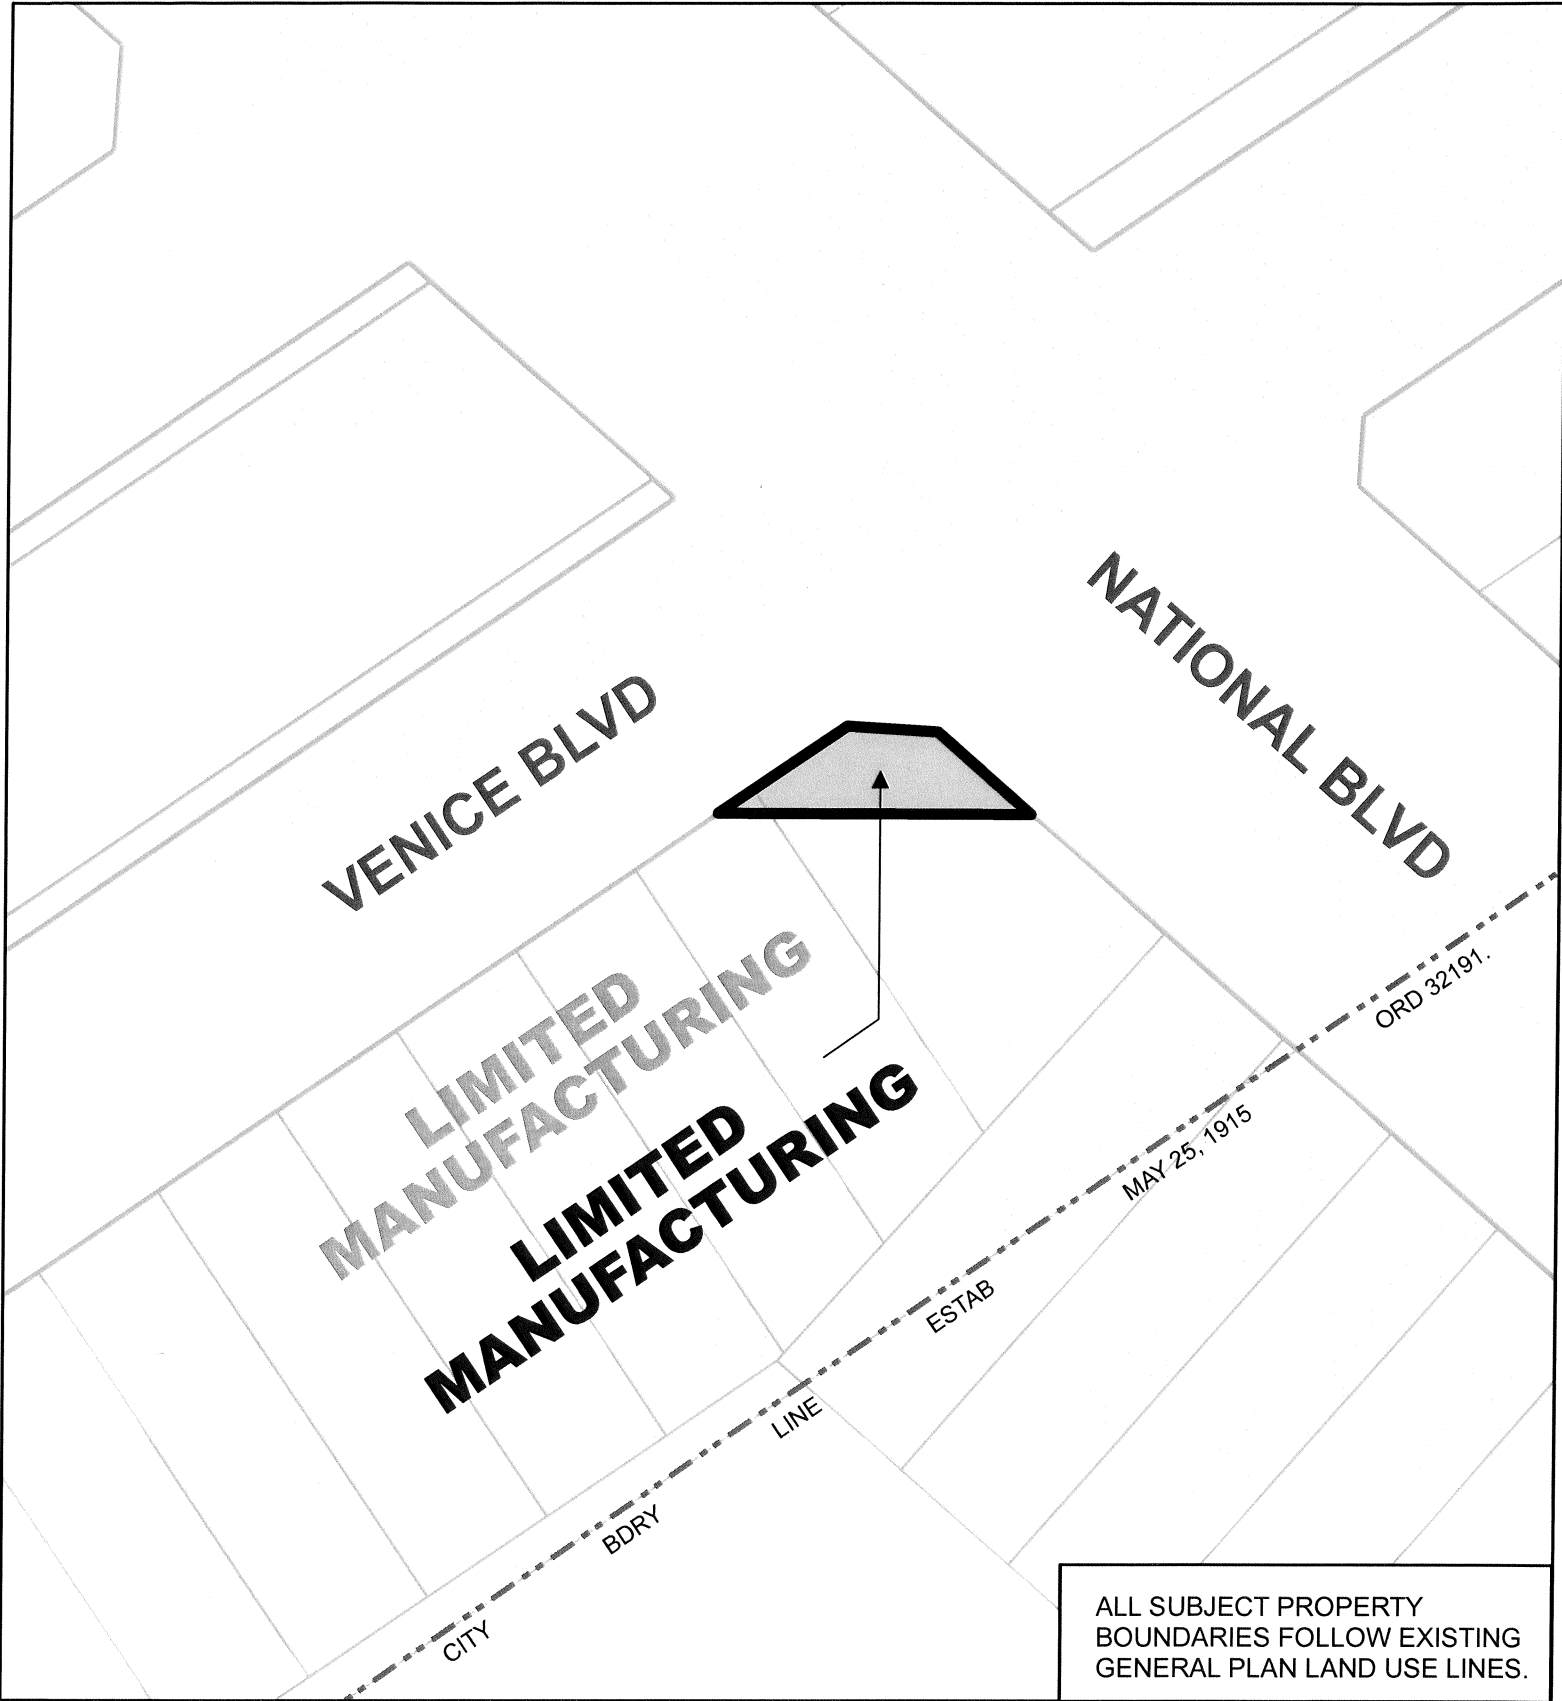 NATIONAL BLVD
VENICE BLVD
LIMITED
MANUFACTURING
LIMITED
MANUFACTURING
CITY BDRY LINE ESTAB MAY 25, 1915 ORD 32191.
ALL SUBJECT PROPERTY
BOUNDARIES FOLLOW EXISTING
GENERAL PLAN LAND USE LINES.